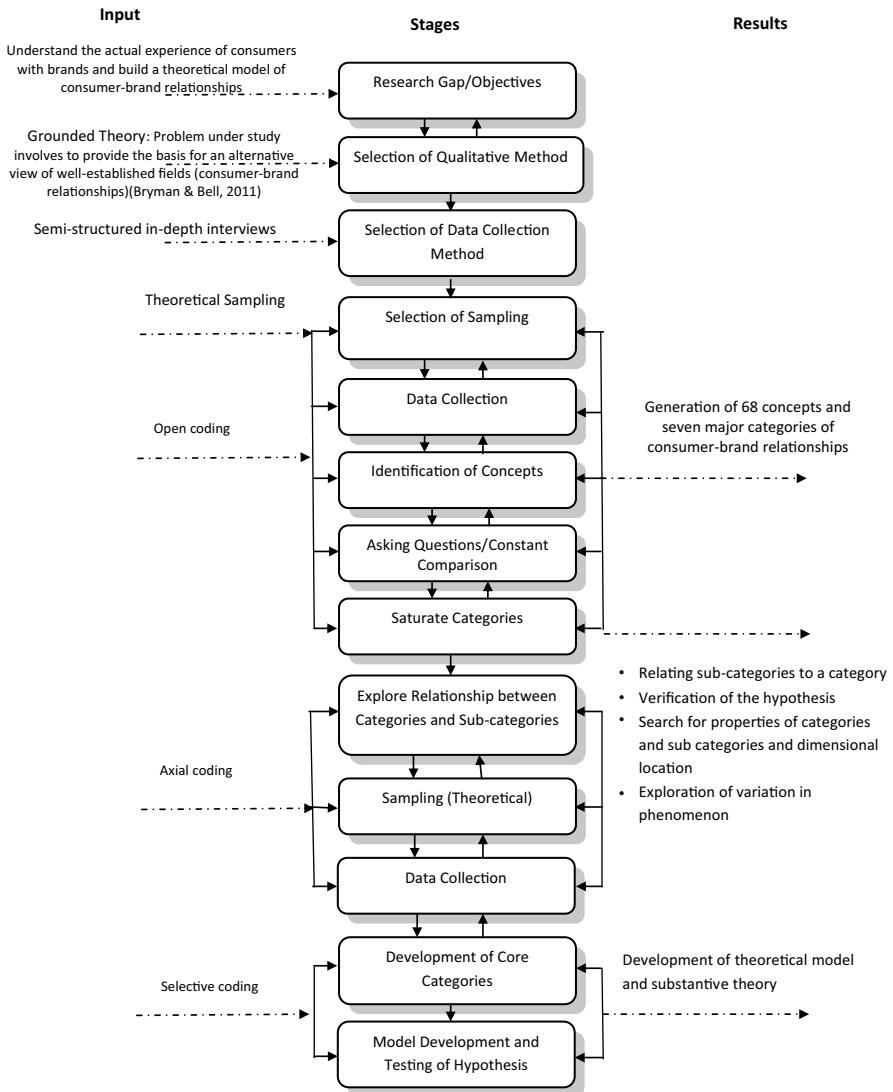 Input
Stages
Results
Understand the actual experience of consumers
with brands and build a theoretical model of
consumer-brand relationships
Research Gap/Objectives
Grounded Theory: Problem under study
involves to provide the basis for an alternative
view of well-established fields (consumer-brand
relationships)(Bryman & Bell, 2011)
Selection of Qualitative Method
Semi-structured in-depth interviews
Selection of Data Collection
Method
Theoretical Sampling
Selection of Sampling
Data Collection
Open coding
Generation of 68 concepts and
seven major categories of
consumer-brand relationships
Identification of Concepts
Asking Questions/Constant
Comparison
Saturate Categories
Explore Relationship between
Categories and Sub-categories
• Relating sub-categories to a category
• Verification of the hypothesis
• Search for properties of categories
and sub categories and dimensional
location
• Exploration of variation in
phenomenon
Axial coding
Sampling (Theoretical)
Data Collection
Development of Core
Categories
Selective coding
Development of theoretical model
and substantive theory
Model Development and
Testing of Hypothesis